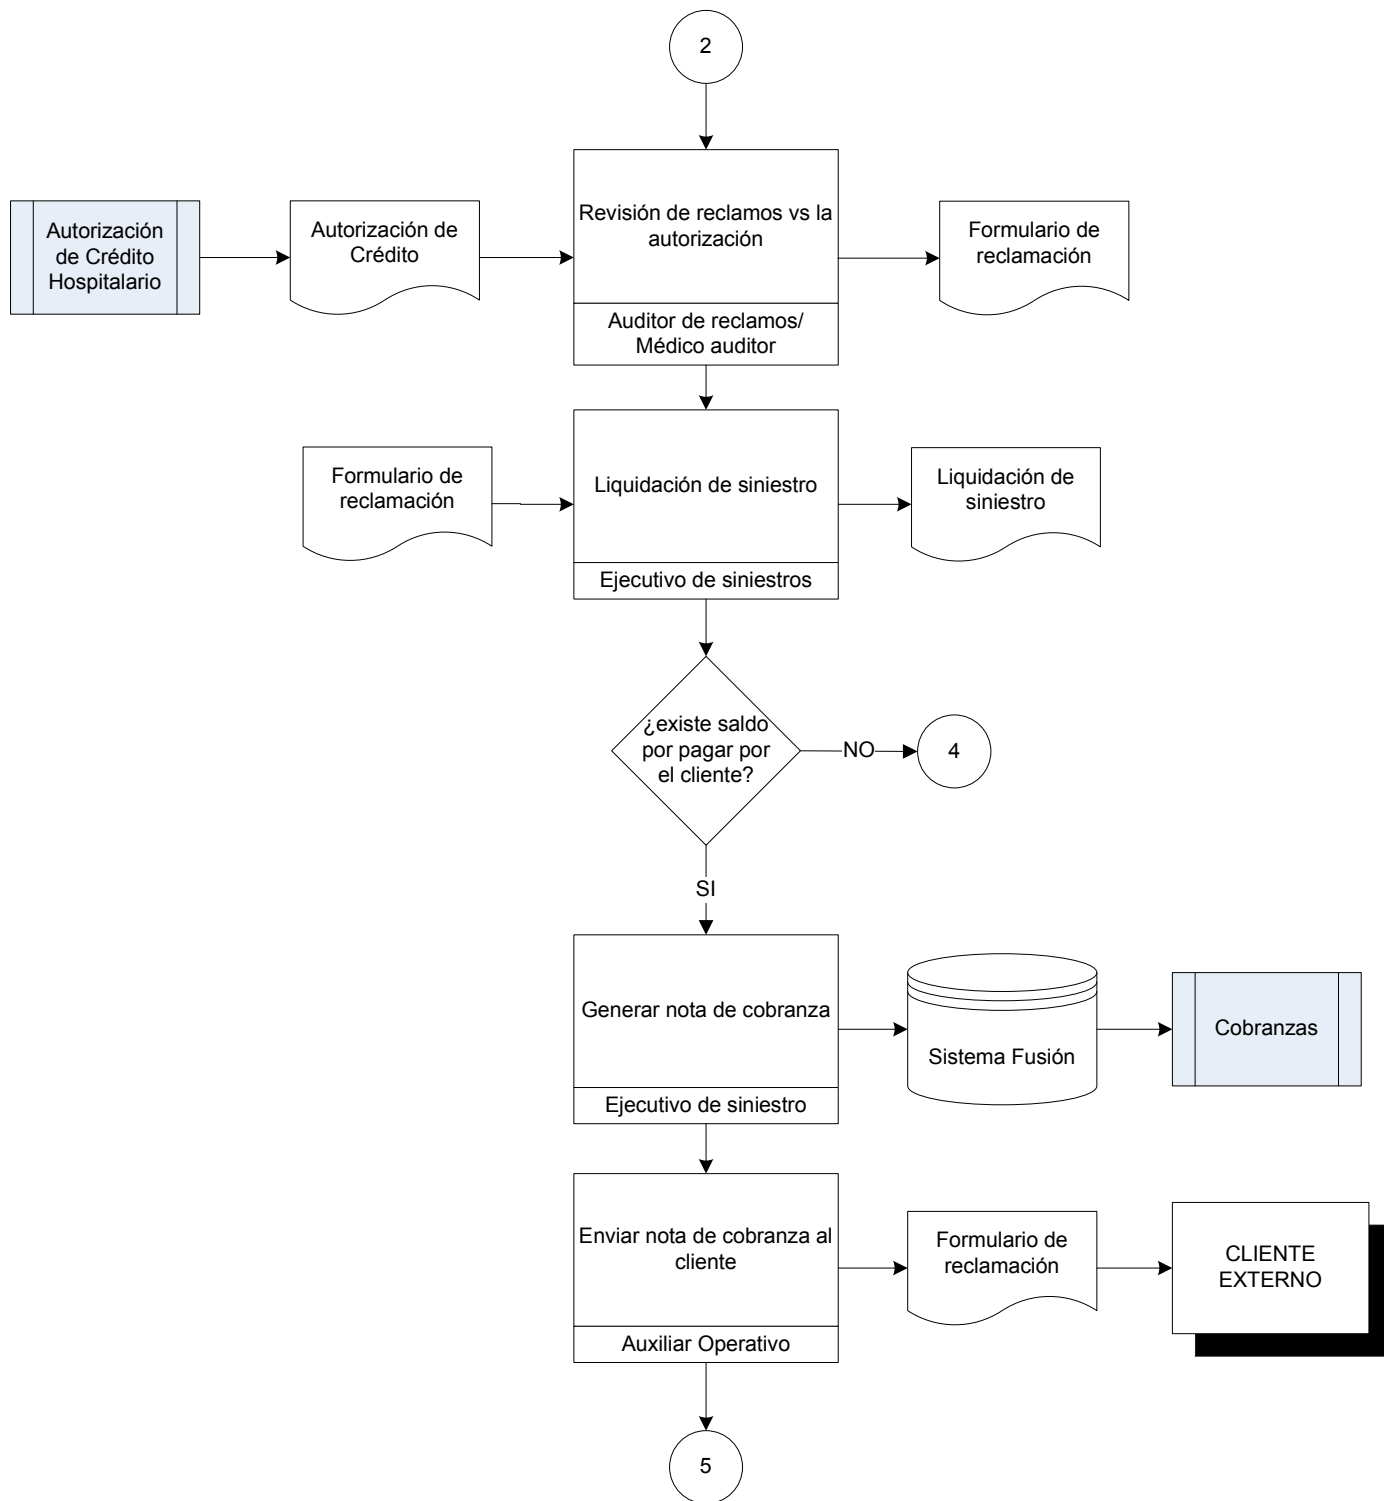 2
Autorización
de Crédito
Hospitalario
Autorización de
Crédito
Revisión de reclamos vs la
autorización
Auditor de reclamos/
Médico auditor
Formulario de
reclamación
Formulario de
reclamación
Liquidación de siniestro
Ejecutivo de siniestros
Liquidación de
siniestro
¿existe saldo
por pagar por
el cliente?
NO
4
SI
Generar nota de cobranza
Ejecutivo de siniestro
Sistema Fusión
Cobranzas
Enviar nota de cobranza al
cliente
Auxiliar Operativo
Formulario de
reclamación
CLIENTE
EXTERNO
5